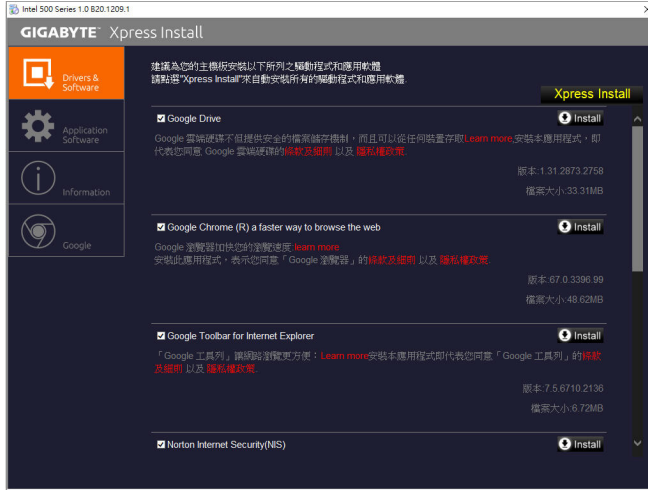 Intel 500 Series 1.0 B20.1209.1
GIGABYTE™ Xpress Install
Drivers &
Software
Application
Software
Information
Google
建議為您的主機板安裝以下所列之驅動程式和應用軟體
請點選"Xpress Install"來自動安裝所有的驅動程式和應用軟體.
Xpress Install
Google Drive
Install
Google 雲端硬碟不但提供安全的檔案儲存機制，而且可以從任何裝置存取Learn more,安裝本應用程式，即
代表您同意 Google 雲端硬碟的條款及細則 以及 隱私權政策.
版本:1.31.2873.2758
檔案大小:33.31MB
Google Chrome (R) a faster way to browse the web
Install
Google 瀏覽器加快您的瀏覽速度:learn more
安裝此應用程式，表示您同意「Google 瀏覽器」的條款及細則 以及 隱私權政策.
版本:67.0.3396.99
檔案大小:48.62MB
Google Toolbar for Internet Explorer
Install
「Google 工具列」讓網路瀏覽更方便：Learn more安裝本應用程式即代表您同意「Google 工具列」的條款
及細則 以及 隱私權政策.
版本:7.5.6710.2136
檔案大小:6.72MB
Norton Internet Security(NIS)
Install